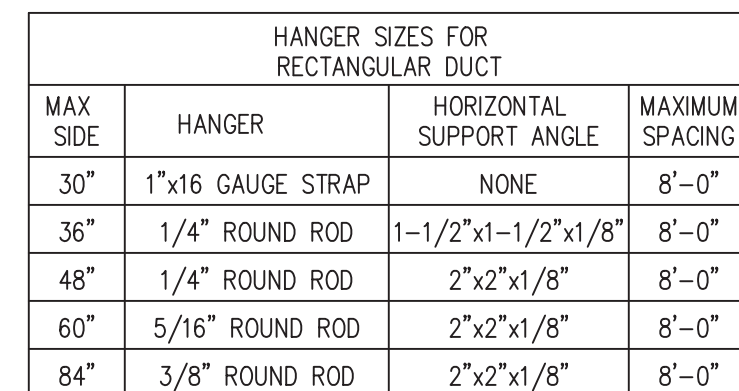 HANGER SIZES FOR
RECTANGULAR DUCT
MAX SIDE | HANGER | HORIZONTAL SUPPORT ANGLE | MAXIMUM SPACING
30” | 1”x16 GAUGE STRAP | NONE | 8’–0”
36” | 1/4” ROUND ROD | 1–1/2”x1–1/2”x1/8” | 8’–0”
48” | 1/4” ROUND ROD | 2”x2”x1/8” | 8’–0”
60” | 5/16” ROUND ROD | 2”x2”x1/8” | 8’–0”
84” | 3/8” ROUND ROD | 2”x2”x1/8” | 8’–0”